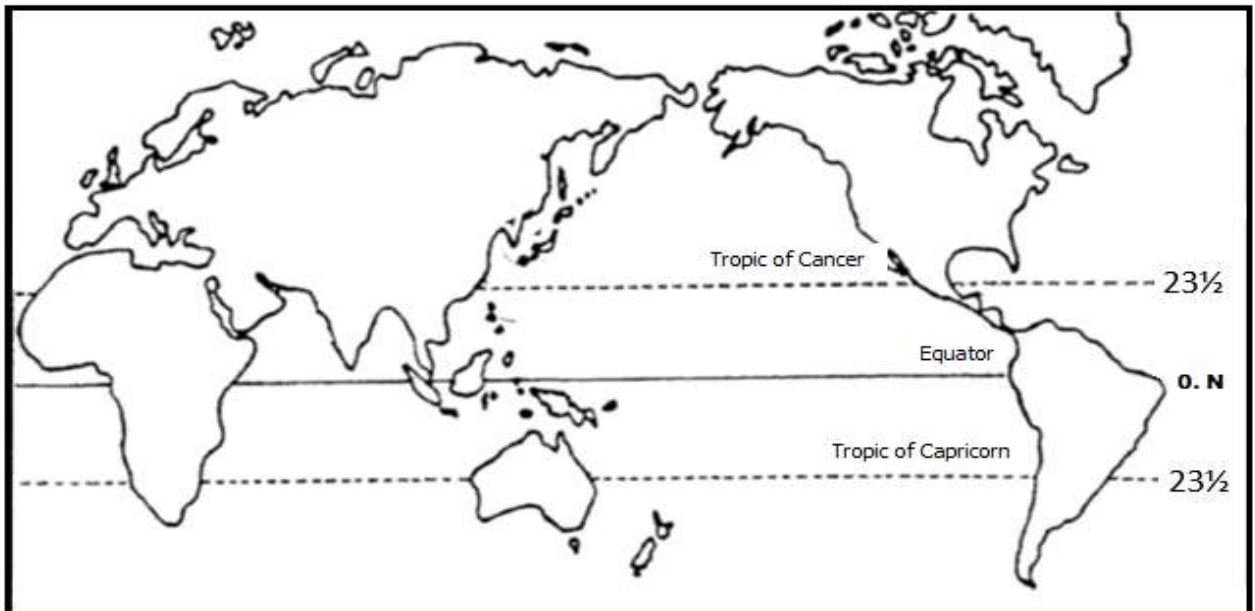 Tropic of Cancer
23½
Equator
0. N
Tropic of Capricorn
23½